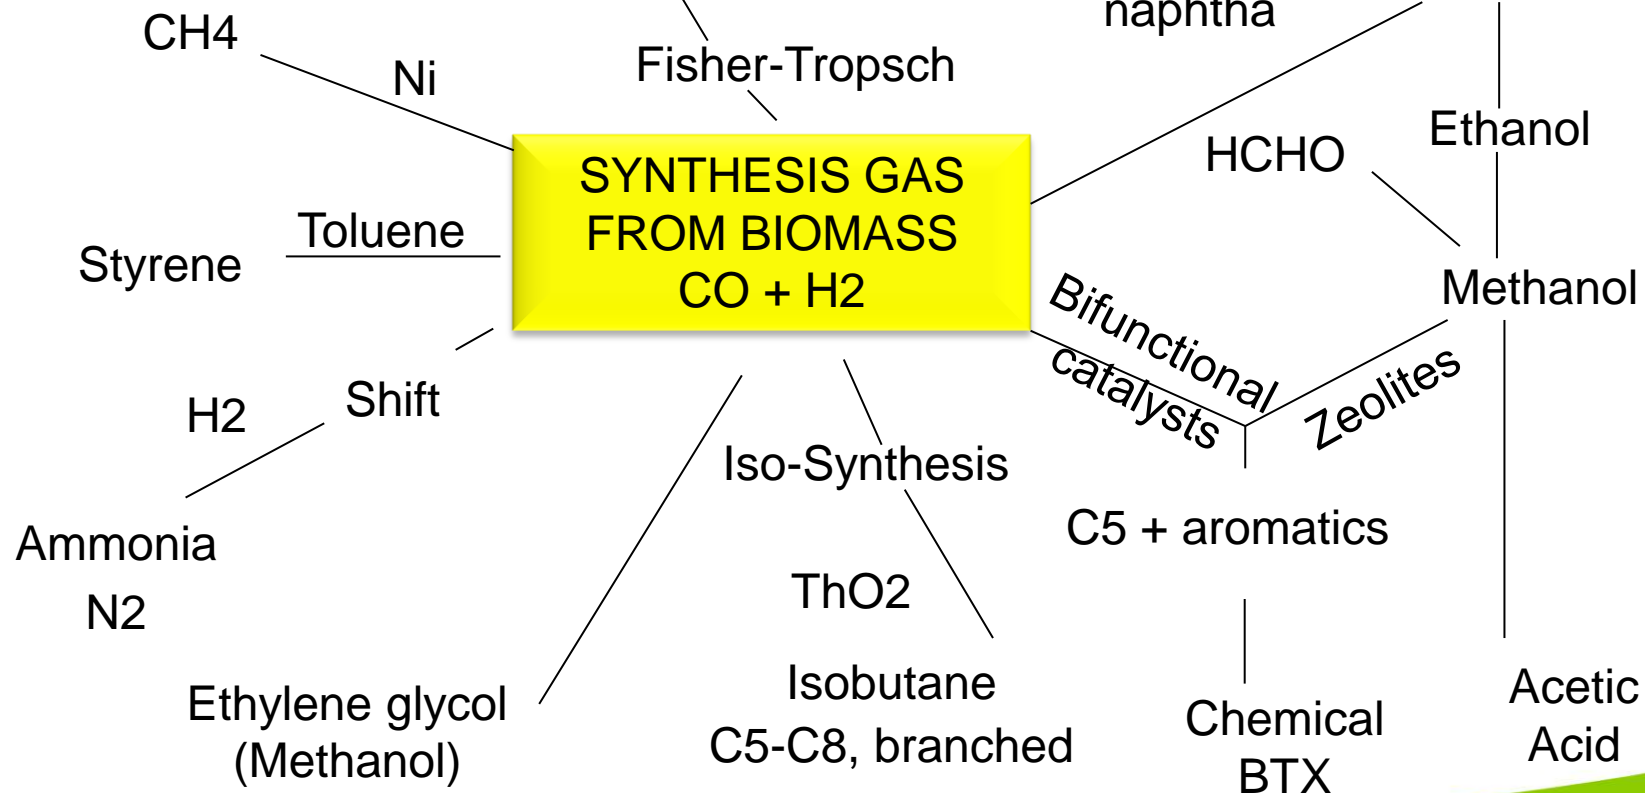 naphtha
CH4
Fisher-Tropsch
Ni
Ethanol
HCHO
SYNTHESIS GAS
FROM BIOMASS
CO + H2
Toluene
Styrene
Methanol
Bifunctional
catalysts
Zeolites
Shift
H2
Iso-Synthesis
C5 + aromatics
Ammonia
N2
ThO2
Isobutane
C5-C8, branched
Ethylene glycol
(Methanol)
Chemical
BTX
Acetic
Acid